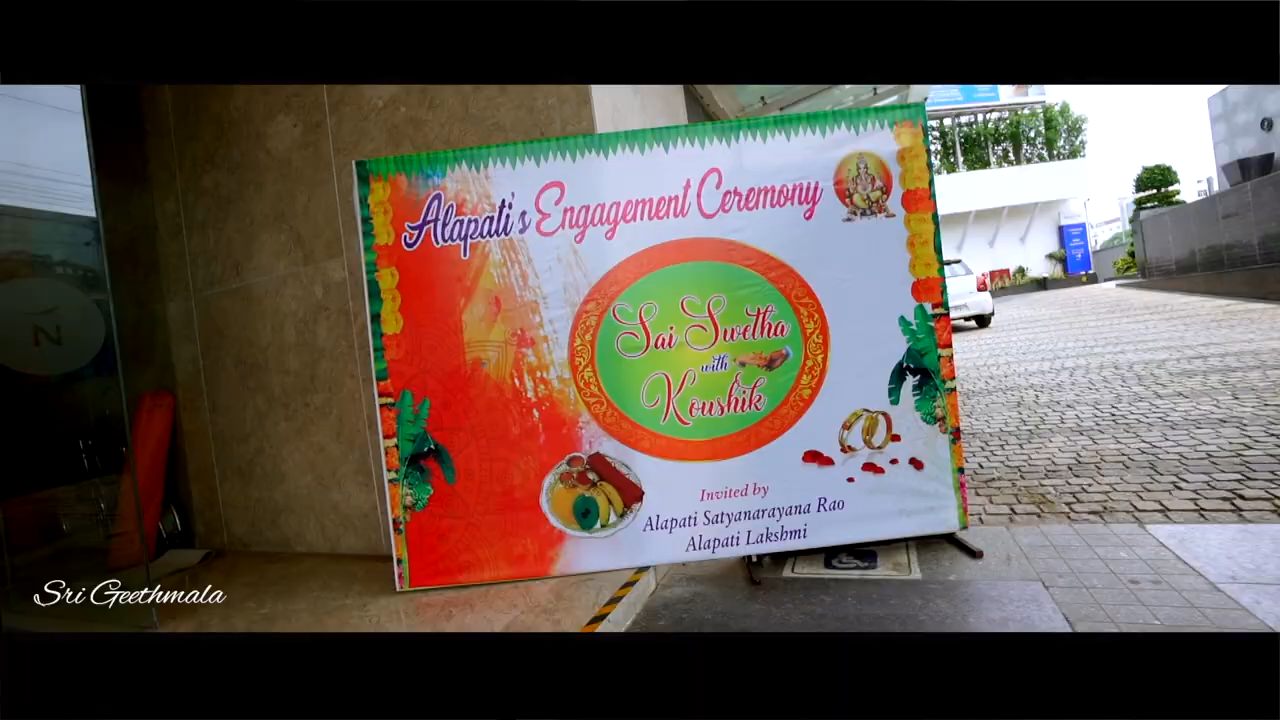 Alapati's Engagement Ceremony
Sai Swetha
with
Koushik
Invited by
Alapati Satyanarayana Rao
Alapati Lakshmi
N
Sri Geethmala